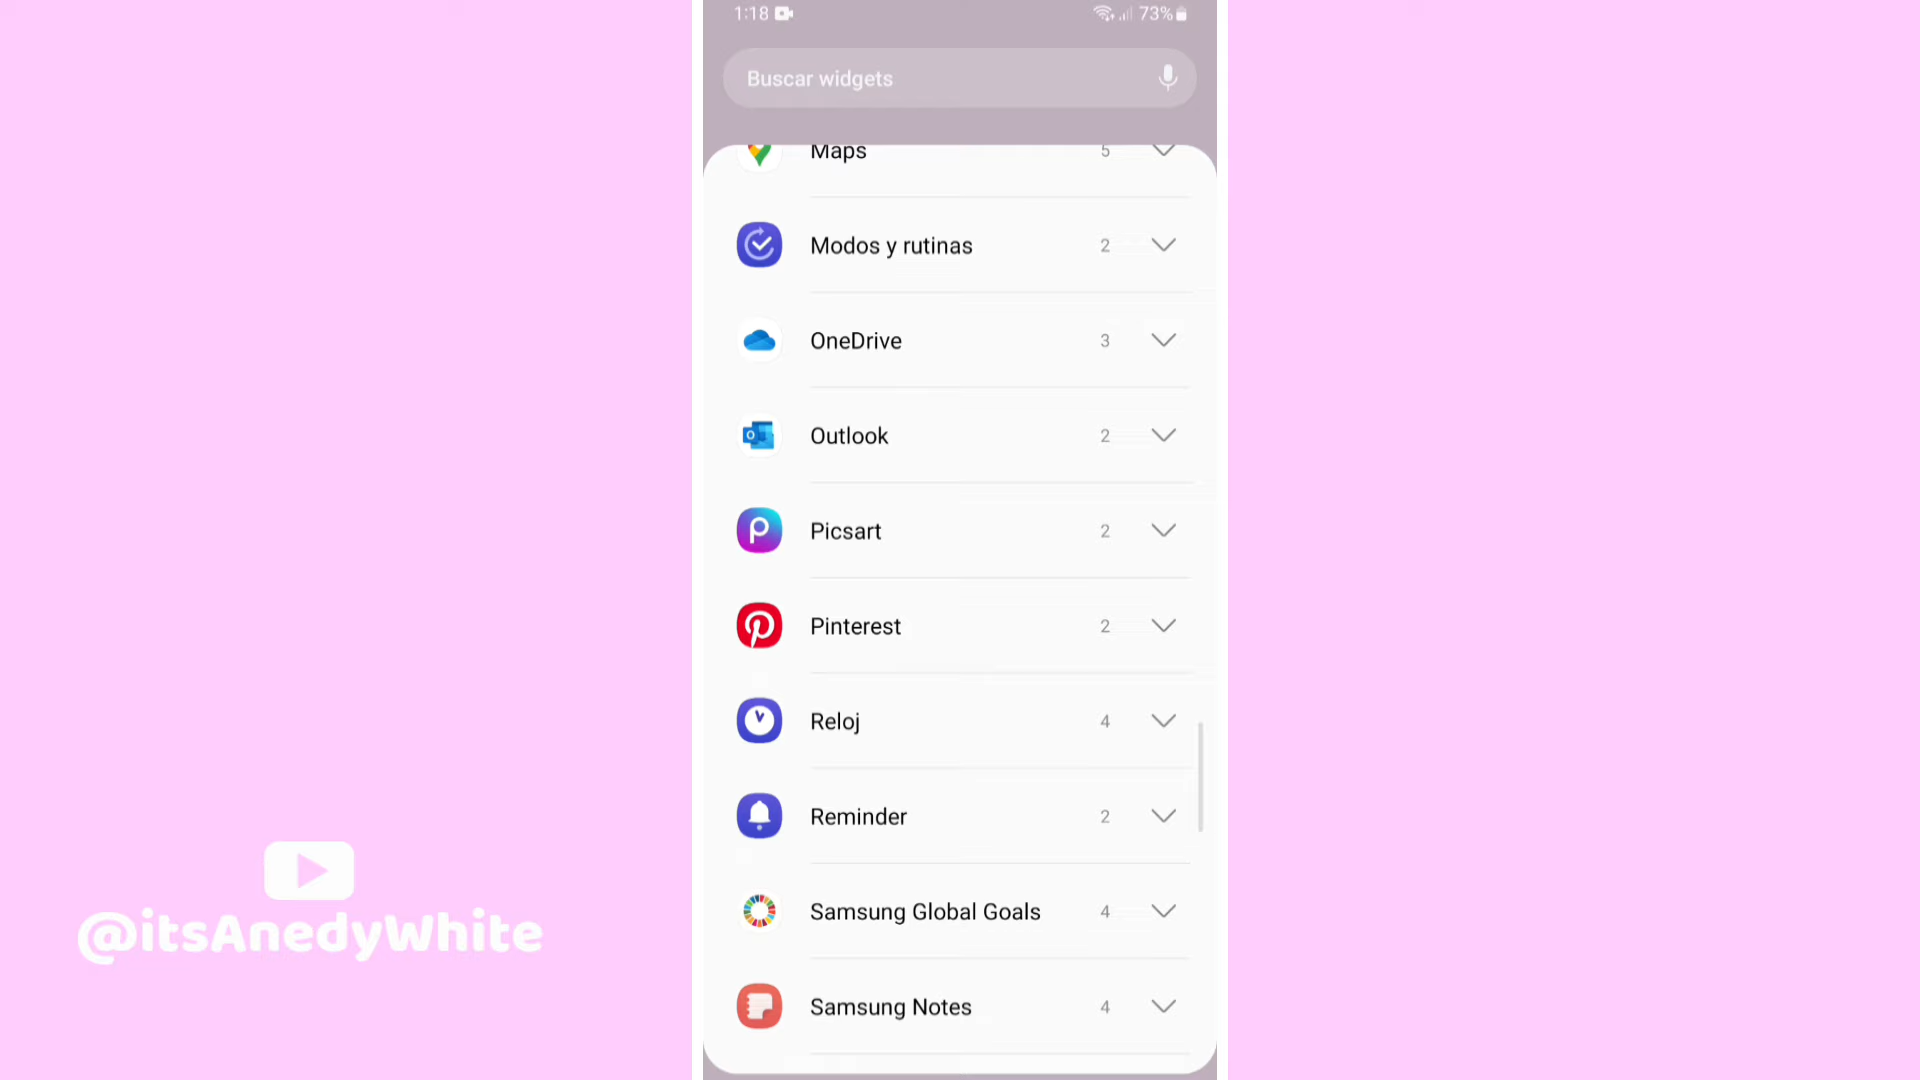 1:18
73%
Buscar widgets
Maps 5
Modos y rutinas 2
OneDrive 3
Outlook 2
Picsart 2
Pinterest 2
Reloj 4
Reminder 2
Samsung Global Goals 4
Samsung Notes 4
@itsAnedyWhite